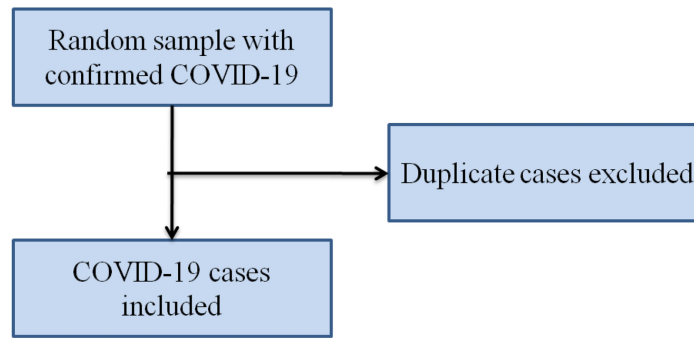 Random sample with
confirmed COVID-19
Duplicate cases excluded
COVID-19 cases
included